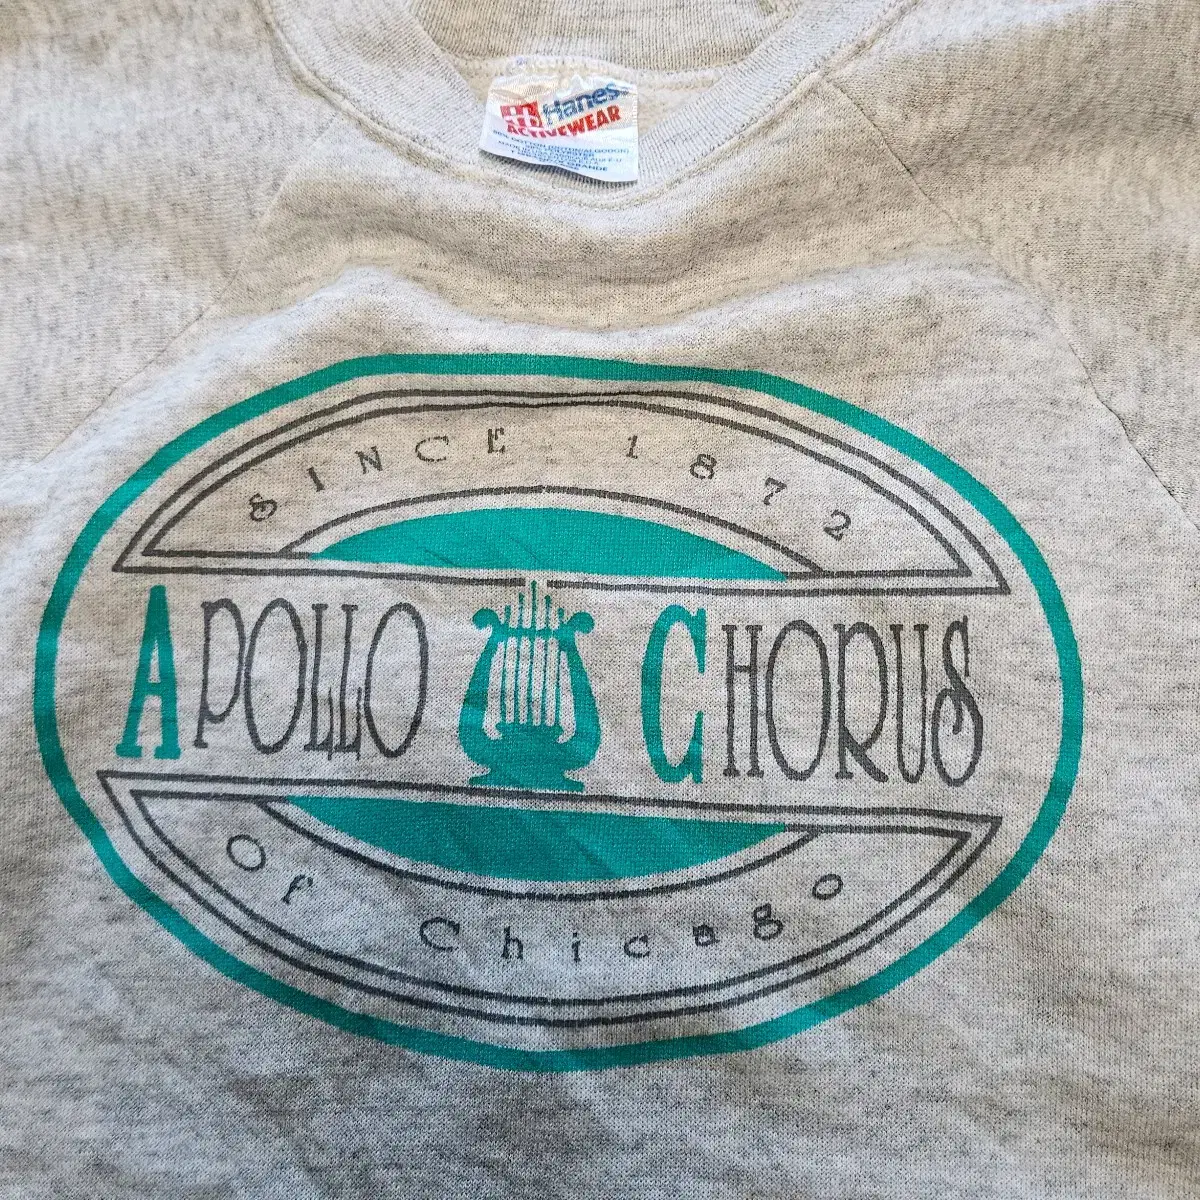 Hanes
ACTIVEWEAR
SINCE 1872
APOLLO CHORUS
Of Chicago